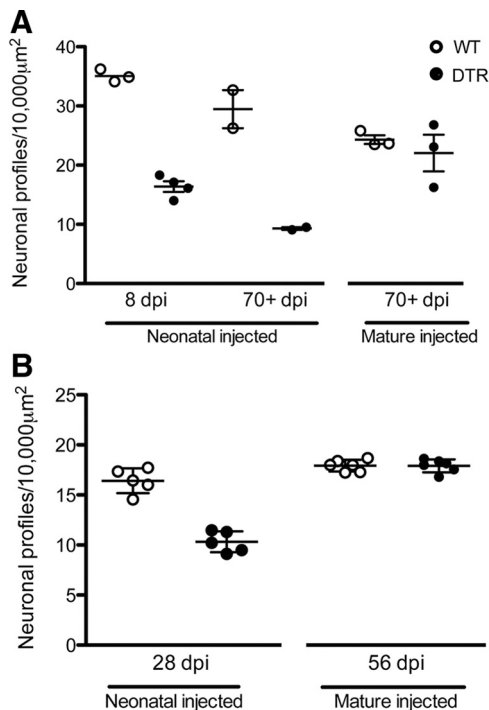 A
Neuronal profiles/10,000μm2
40
30
20
10
0
WT
DTR
8 dpi
70+ dpi
70+ dpi
Neonatal injected
Mature injected
B
Neuronal profiles/10,000μm2
25
20
15
10
5
0
28 dpi
56 dpi
Neonatal injected
Mature injected